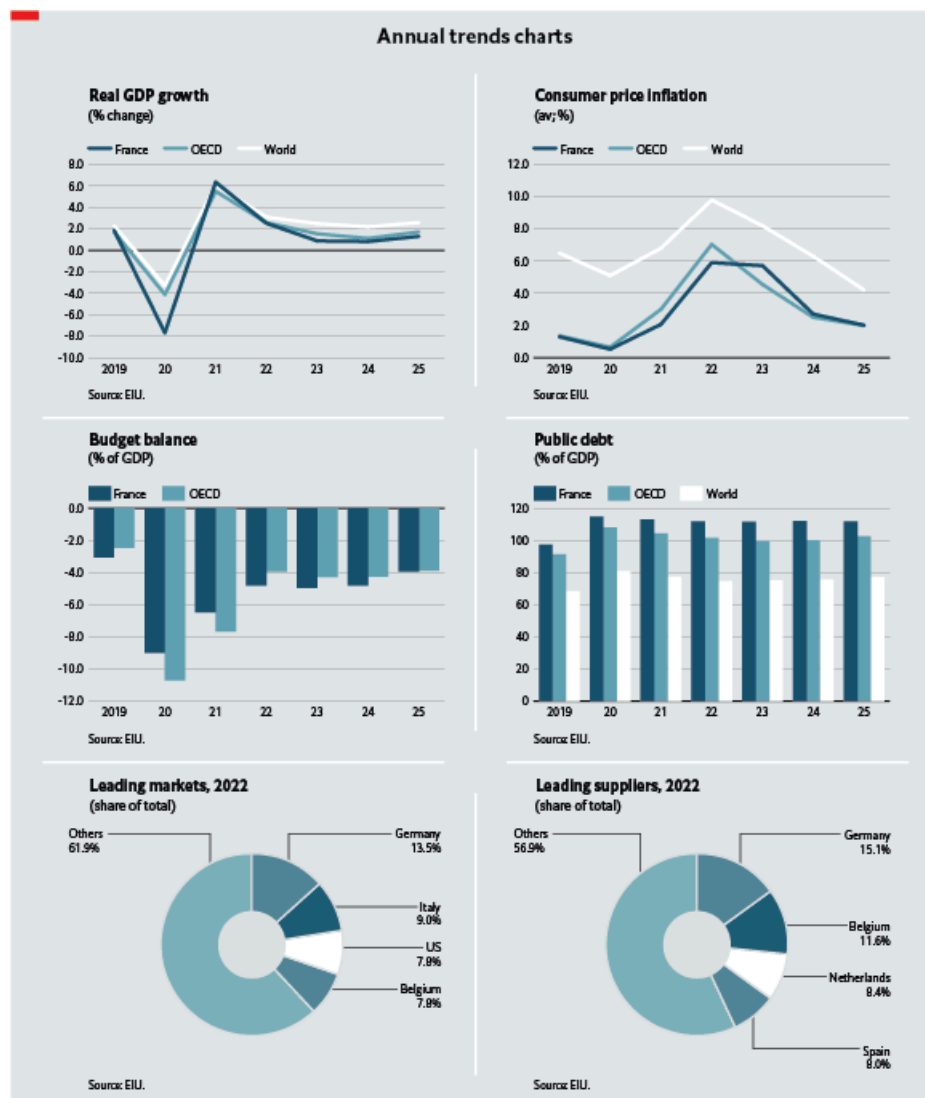 Annual trends charts
Real GDP growth
(% change)
France OECD World
8.0
6.0
4.0
2.0
0.0
-2.0
-4.0
-6.0
-8.0
-10.0
2019 20 21 22 23 24 25
Source: EIU.
Consumer price inflation
(av; %)
France OECD World
12.0
10.0
8.0
6.0
4.0
2.0
0.0
2019 20 21 22 23 24 25
Source: EIU.
Budget balance
(% of GDP)
France OECD
0.0
-2.0
-4.0
-6.0
-8.0
-10.0
-12.0
2019 20 21 22 23 24 25
Source: EIU.
Public debt
(% of GDP)
France OECD World
120
100
80
60
40
20
0
2019 20 21 22 23 24 25
Source: EIU.
Leading markets, 2022
(share of total)
Others
61.9%
Germany
13.5%
Italy
9.0%
US
7.8%
Belgium
7.8%
Source: EIU.
Leading suppliers, 2022
(share of total)
Others
56.9%
Germany
15.1%
Belgium
11.6%
Netherlands
8.4%
Spain
8.0%
Source: EIU.